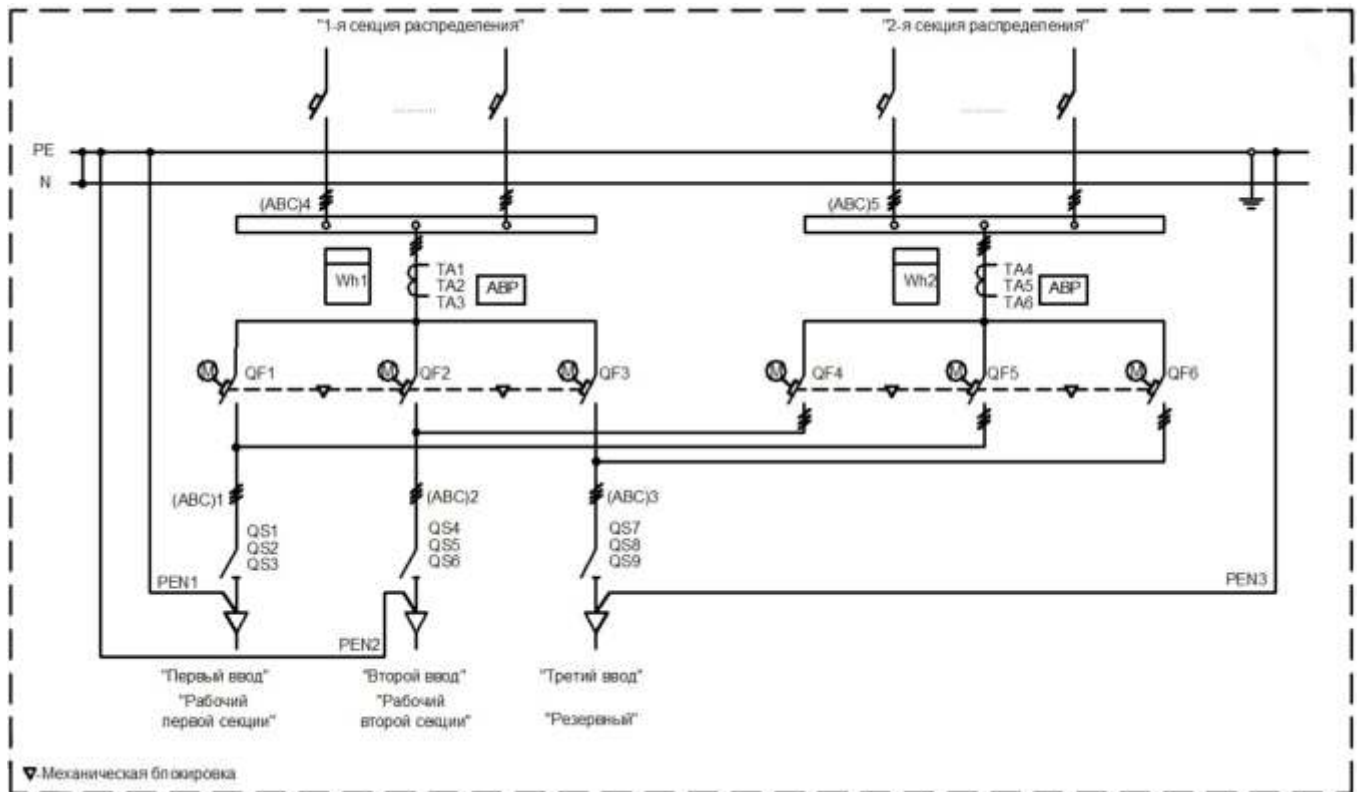 "1-я секция распределения"
"2-я секция распределения"
PE
N
(ABC)4
(ABC)5
Wh1
TA1
TA2
TA3
АВР
Wh2
TA4
TA5
TA6
АВР
M
QF1
M
QF2
M
QF3
M
QF4
M
QF5
M
QF6
(ABC)1
(ABC)2
(ABC)3
QS1
QS2
QS3
QS4
QS5
QS6
QS7
QS8
QS9
PEN1
PEN2
PEN3
"Первый ввод"
"Рабочий
первой секции"
"Второй ввод"
"Рабочий
второй секции"
"Третий ввод"
"Резервный"
-Механическая блокировка